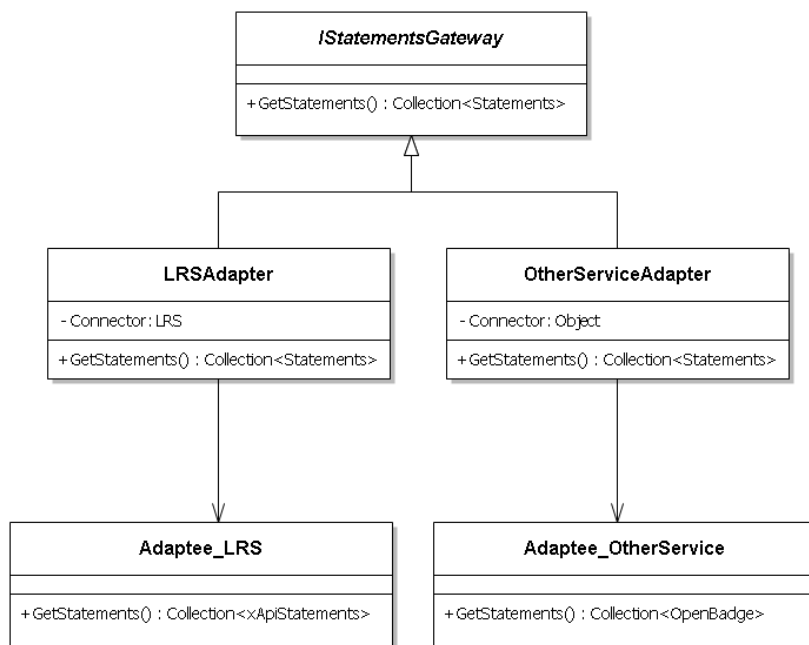 IStatementsGateway
+ GetStatements() : Collection<Statements>
LRSAdapter
- Connector: LRS
+ GetStatements() : Collection<Statements>
OtherServiceAdapter
- Connector: Object
+ GetStatements() : Collection<Statements>
Adaptee_LRS
+ GetStatements() : Collection<xApiStatements>
Adaptee_OtherService
+ GetStatements() : Collection<OpenBadge>